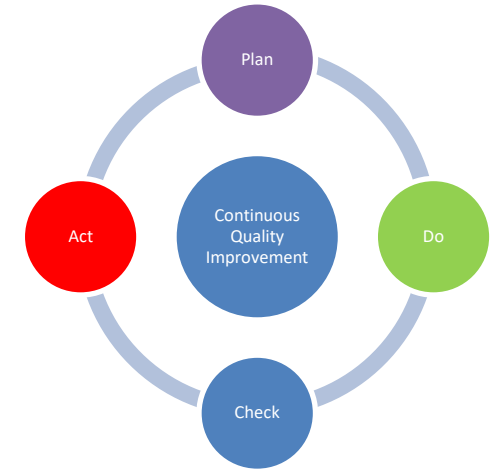 Plan
Continuous
Quality
Improvement
Act
Do
Check